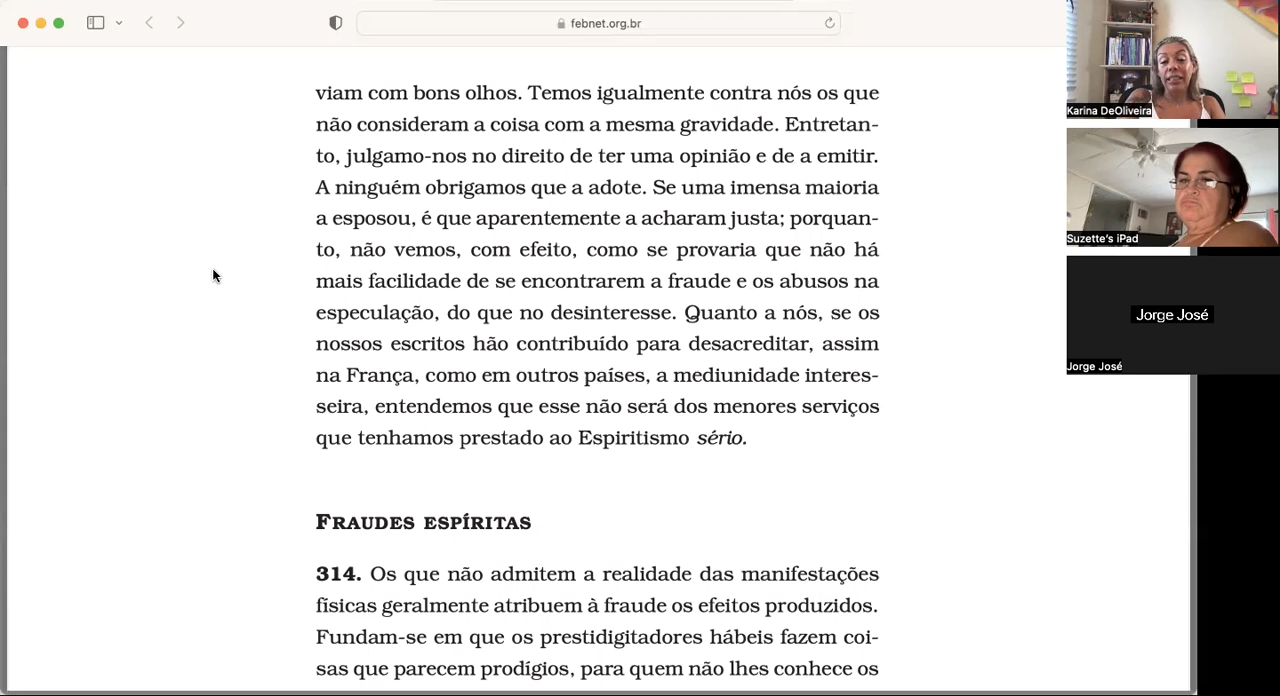 febnet.org.br
viam com bons olhos. Temos igualmente contra nós os que
não consideram a coisa com a mesma gravidade. Entretan-
to, julgamo-nos no direito de ter uma opinião e de a emitir.
A ninguém obrigamos que a adote. Se uma imensa maioria
a esposou, é que aparentemente a acharam justa; porquan-
to, não vemos, com efeito, como se provaria que não há
mais facilidade de se encontrarem a fraude e os abusos na
especulação, do que no desinteresse. Quanto a nós, se os
nossos escritos hão contribuído para desacreditar, assim
na França, como em outros países, a mediunidade interes-
seira, entendemos que esse não será dos menores serviços
que tenhamos prestado ao Espiritismo sério.
FRAUDES ESPÍRITAS
314. Os que não admitem a realidade das manifestações
físicas geralmente atribuem à fraude os efeitos produzidos.
Fundam-se em que os prestidigitadores hábeis fazem coi-
sas que parecem prodígios, para quem não lhes conhece os
Karina DeOliveira
Suzette's iPad
Jorge José
Jorge José